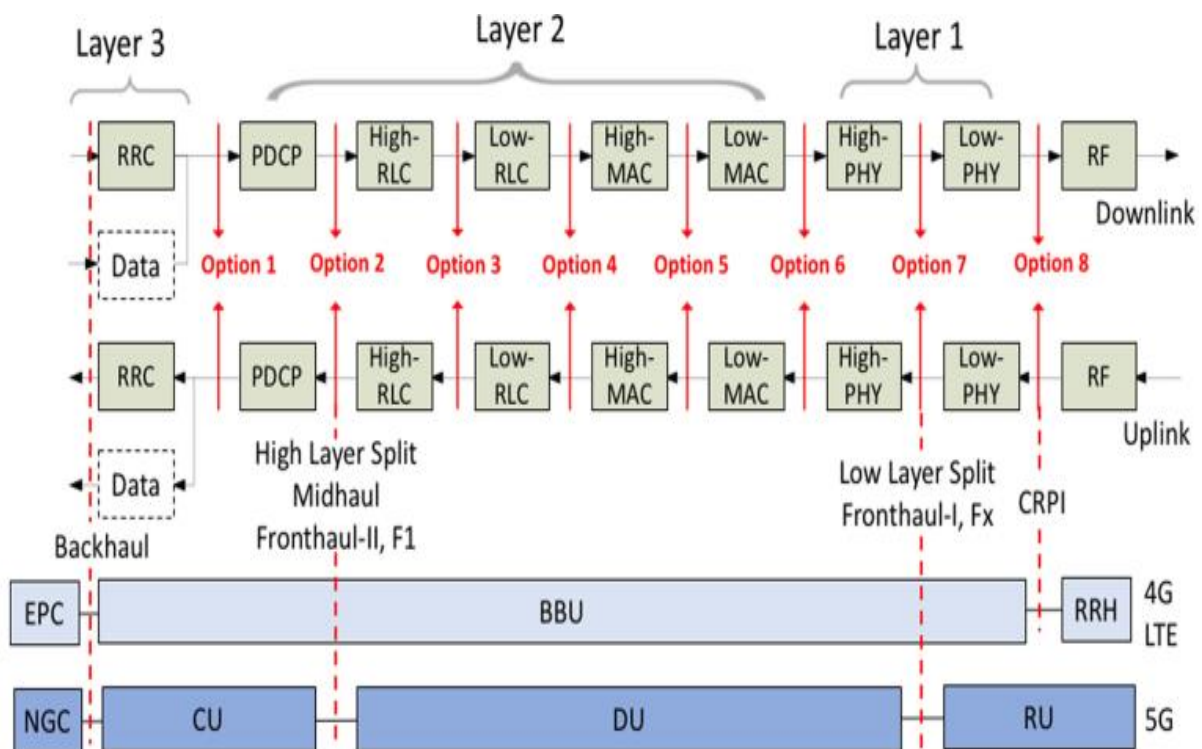 Layer 3
Layer 2
Layer 1
RRC
PDCP
High-
RLC
Low-
RLC
High-
MAC
Low-
MAC
High-
PHY
Low-
PHY
RF
Downlink
Data
Option 1
Option 2
Option 3
Option 4
Option 5
Option 6
Option 7
Option 8
RRC
PDCP
High-
RLC
Low-
RLC
High-
MAC
Low-
MAC
High-
PHY
Low-
PHY
RF
Uplink
Data
High Layer Split
Midhaul
Fronthaul-II, F1
Low Layer Split
Fronthaul-I, Fx
CRPI
Backhaul
EPC
BBU
RRH
4G
LTE
NGC
CU
DU
RU
5G